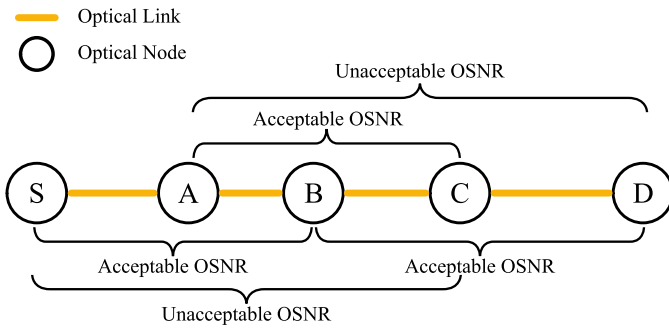 Optical Link
Optical Node
Unacceptable OSNR
Acceptable OSNR
S A B C D
Acceptable OSNR Acceptable OSNR
Unacceptable OSNR